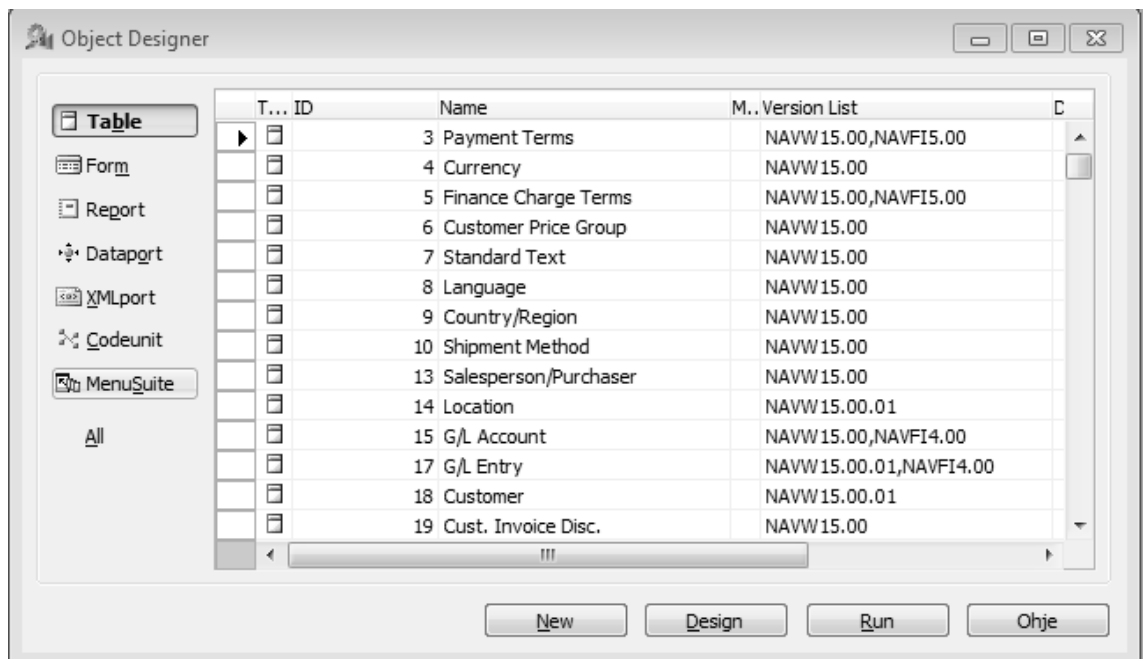 Object Designer
T... ID Name M.. Version List D
Table
3 Payment Terms NAVW15.00,NAVFI5.00
Form
4 Currency NAVW15.00
5 Finance Charge Terms NAVW15.00,NAVFI5.00
Report
6 Customer Price Group NAVW15.00
Dataport
7 Standard Text NAVW15.00
8 Language NAVW15.00
XMLport
9 Country/Region NAVW15.00
Codeunit
10 Shipment Method NAVW15.00
MenuSuite
13 Salesperson/Purchaser NAVW15.00
14 Location NAVW15.00.01
All
15 G/L Account NAVW15.00,NAVFI4.00
17 G/L Entry NAVW15.00.01,NAVFI4.00
18 Customer NAVW15.00.01
19 Cust. Invoice Disc. NAVW15.00
New Design Run Ohje